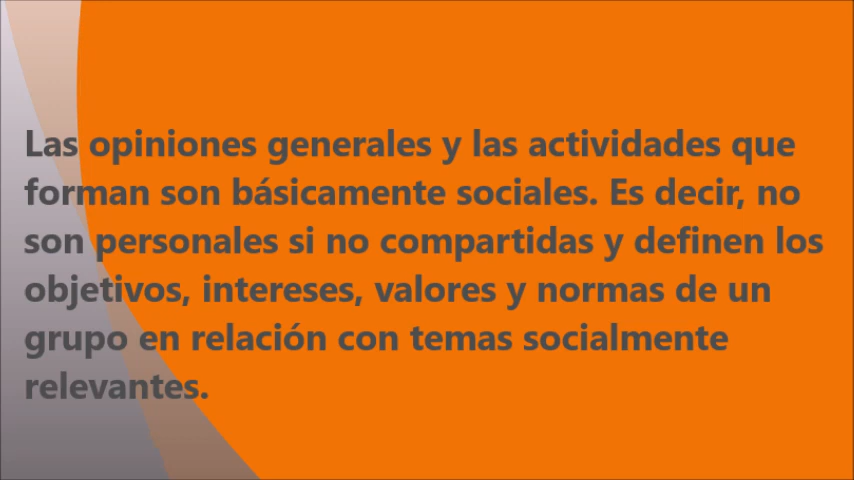 Las opiniones generales y las actividades que
forman son básicamente sociales. Es decir, no
son personales si no compartidas y definen los
objetivos, intereses, valores y normas de un
grupo en relación con temas socialmente
relevantes.